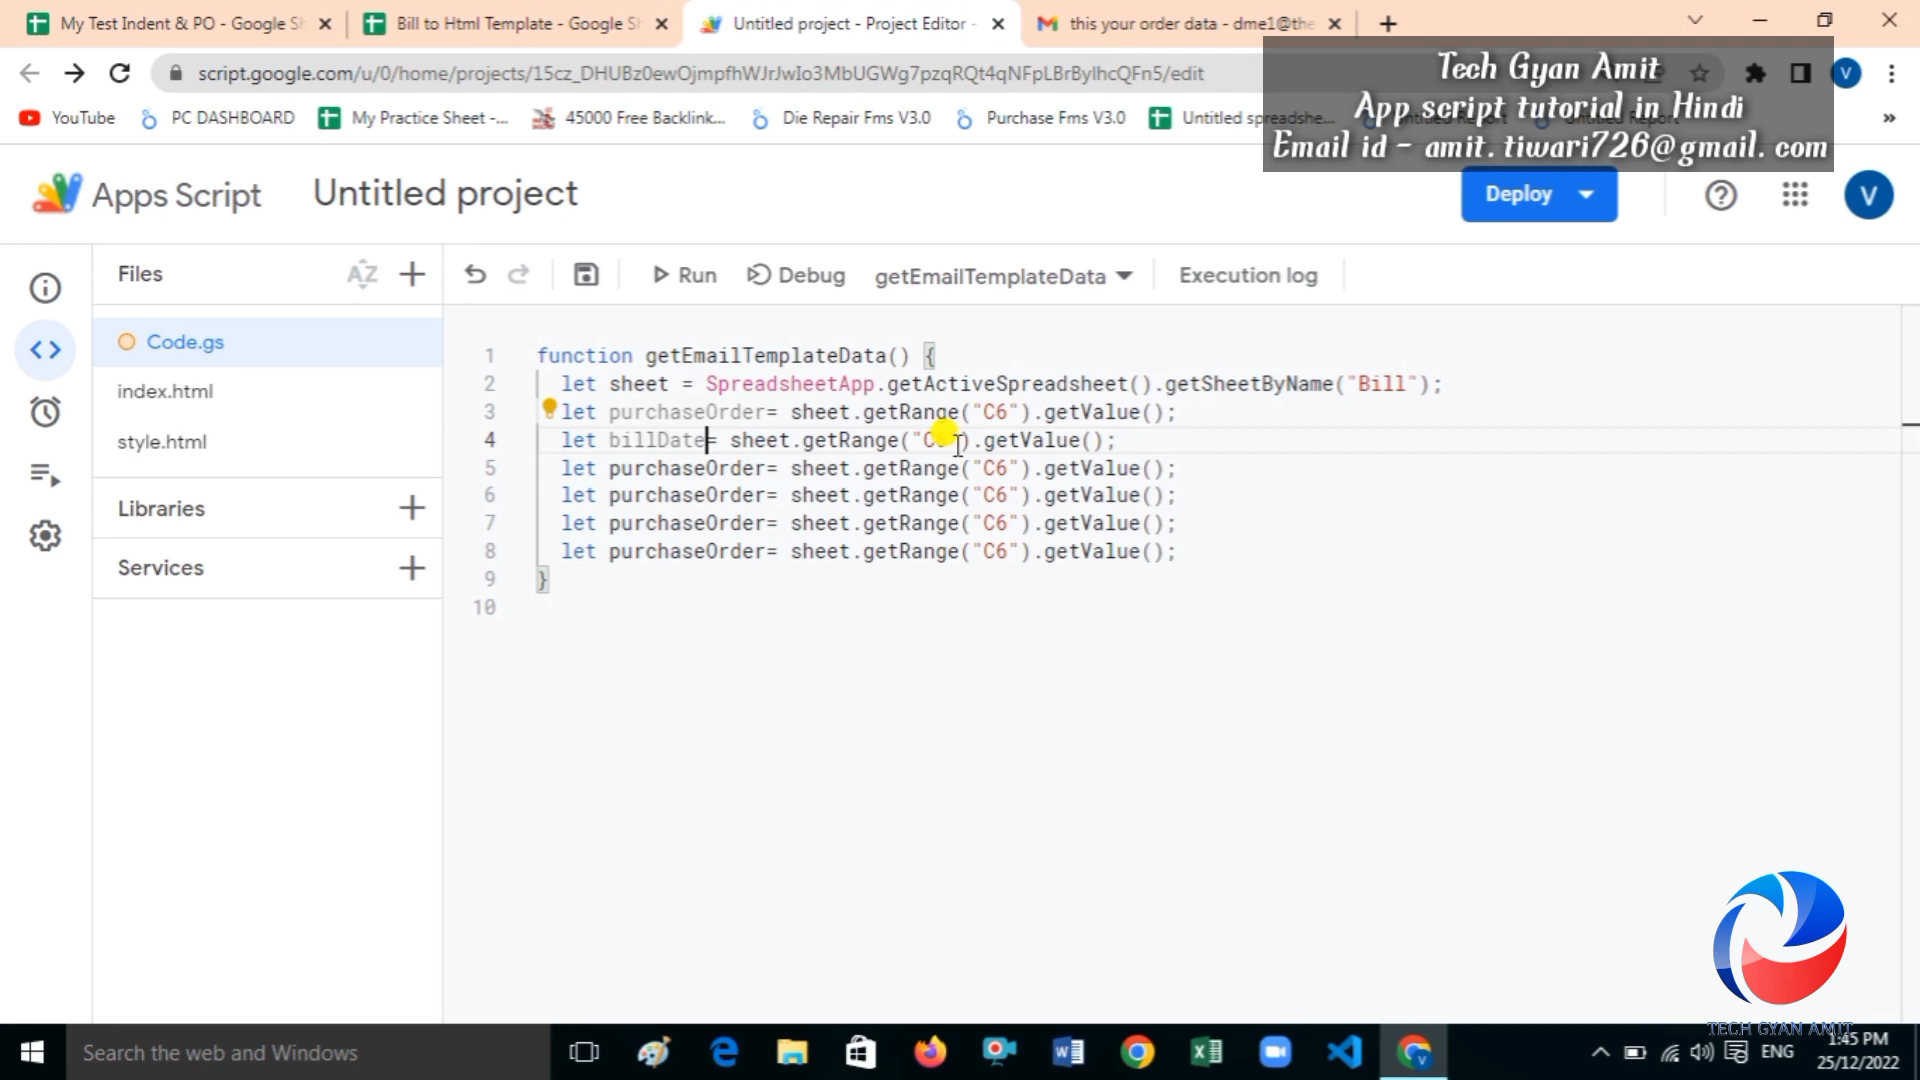 My Test Indent & PO - Google Sh
Bill to Html Template - Google Sh
Untitled project - Project Editor -
this your order data - dme1@the
script.google.com/u/0/home/projects/15cz_DHUBz0ewOjmpfhWJrJwIo3MbUGWg7pzqRQt4qNFpLBrBylhcQFn5/edit
Tech Gyan Amit
App script tutorial in Hindi
Email id - amit.tiwari726@gmail.com
YouTube
PC DASHBOARD
My Practice Sheet -...
45000 Free Backlink...
Die Repair Fms V3.0
Purchase Fms V3.0
Untitled spreadshe...
Untitled Report
Untitled Report
Apps Script
Untitled project
Deploy
V
Files
AZ
Run
Debug
getEmailTemplateData
Execution log
Code.gs
index.html
style.html
Libraries
Services
1 function getEmailTemplateData() {
2 let sheet = SpreadsheetApp.getActiveSpreadsheet().getSheetByName("Bill");
3 let purchaseOrder= sheet.getRange("C6").getValue();
4 let billDate= sheet.getRange("C ).getValue();
5 let purchaseOrder= sheet.getRange("C6").getValue();
6 let purchaseOrder= sheet.getRange("C6").getValue();
7 let purchaseOrder= sheet.getRange("C6").getValue();
8 let purchaseOrder= sheet.getRange("C6").getValue();
9 }
10
TECH GYAN AMIT
Search the web and Windows
ENG
1:45 PM
25/12/2022